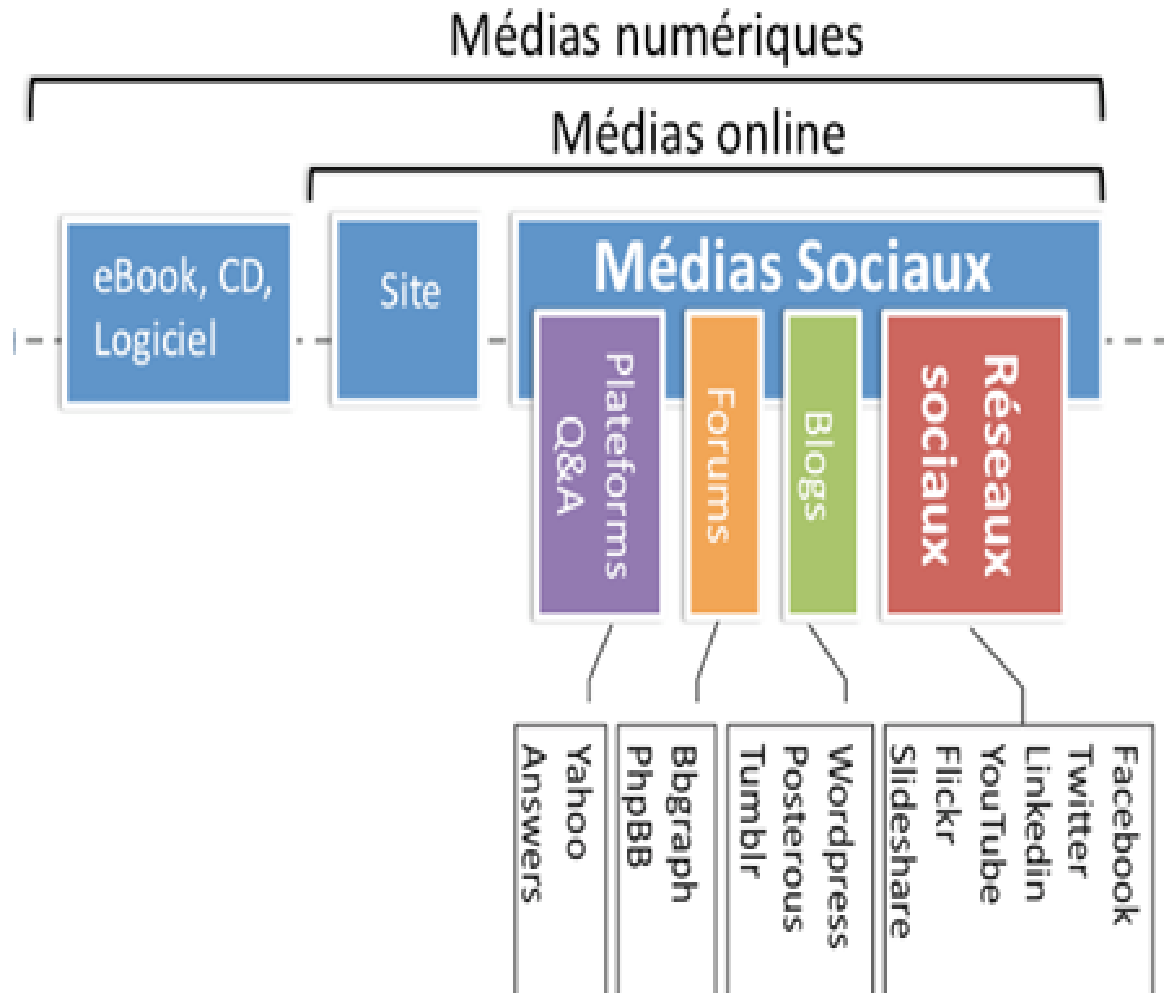 Médias numériques
Médias online
eBook, CD,
Logiciel
Site
Médias Sociaux
Plateforms
Q&A
Forums
Blogs
Réseaux
sociaux
Yahoo
Answers
Bbgraph
PhpBB
Wordpress
Posterous
Tumblr
Facebook
Twitter
Linkedin
YouTube
Flickr
Slideshare